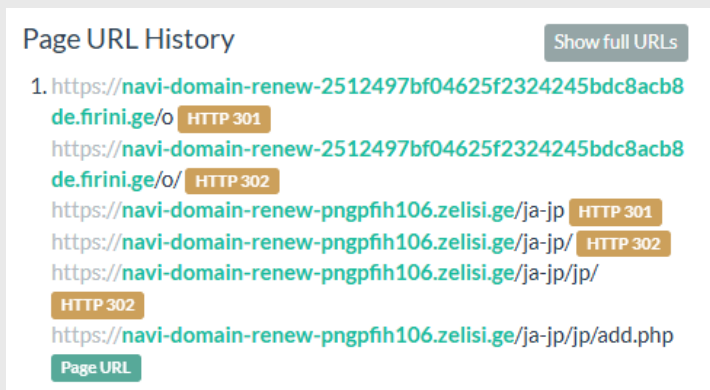 Page URL History
Show full URLs
1. https://navi-domain-renew-2512497bf04625f2324245bdc8acb8
de.firini.ge/o HTTP 301
https://navi-domain-renew-2512497bf04625f2324245bdc8acb8
de.firini.ge/o/ HTTP 302
https://navi-domain-renew-pngpfih106.zelisi.ge/ja-jp HTTP 301
https://navi-domain-renew-pngpfih106.zelisi.ge/ja-jp/ HTTP 302
https://navi-domain-renew-pngpfih106.zelisi.ge/ja-jp/jp/
HTTP 302
https://navi-domain-renew-pngpfih106.zelisi.ge/ja-jp/jp/add.php
Page URL